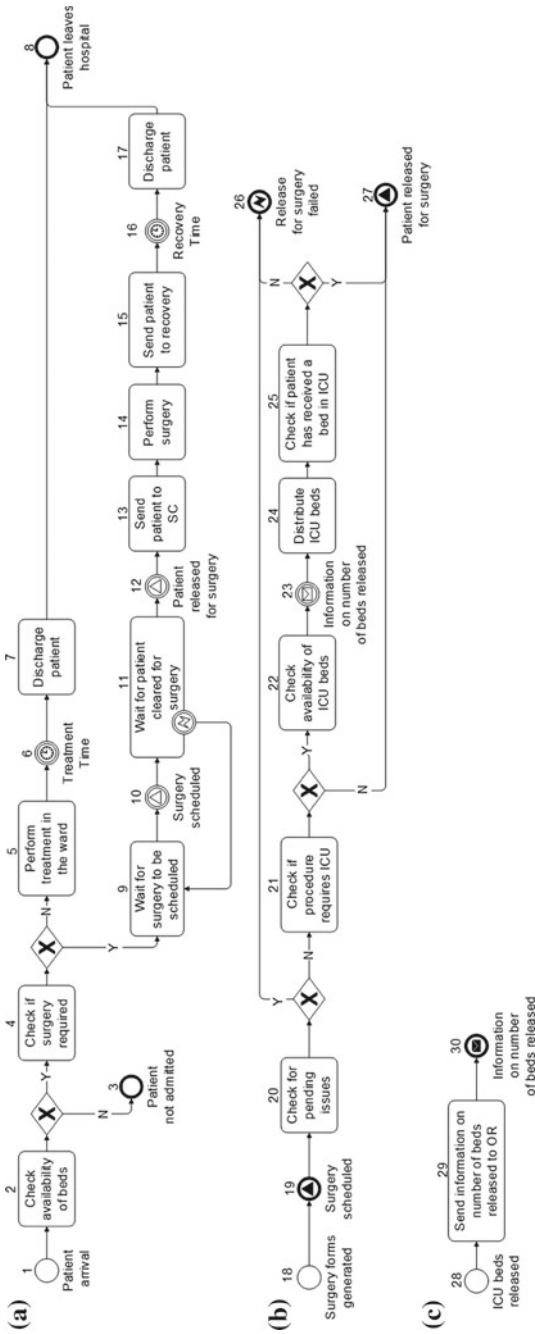 (a)
1
Patient
arrival
2
Check
availability
of beds
X
Y
N
3
Patient
not admitted
4
Check if
surgery
required
X
N
Y
5
Perform
treatment in
the ward
6
Treatment
Time
7
Discharge
patient
8
Patient leaves
hospital
9
Wait for
surgery to be
scheduled
10
Surgery
scheduled
11
Wait for patient
cleared for
surgery
12
Patient
released
for surgery
13
Send
patient to
SC
14
Perform
surgery
15
Send patient
to recovery
16
Recovery
Time
17
Discharge
patient
(b)
18
Surgery forms
generated
19
Surgery
scheduled
20
Check for
pending
issues
X
Y
N
21
Check if
procedure
requires ICU
X
Y
N
22
Check
availability of
ICU beds
23
Information
on number
of beds released
24
Distribute
ICU beds
25
Check if patient
has received a
bed in ICU
X
N
Y
26
Release
for surgery
failed
27
Patient released
for surgery
(c)
28
ICU beds
released
29
Send information on
number of beds
released to OR
30
Information
on number
of beds released